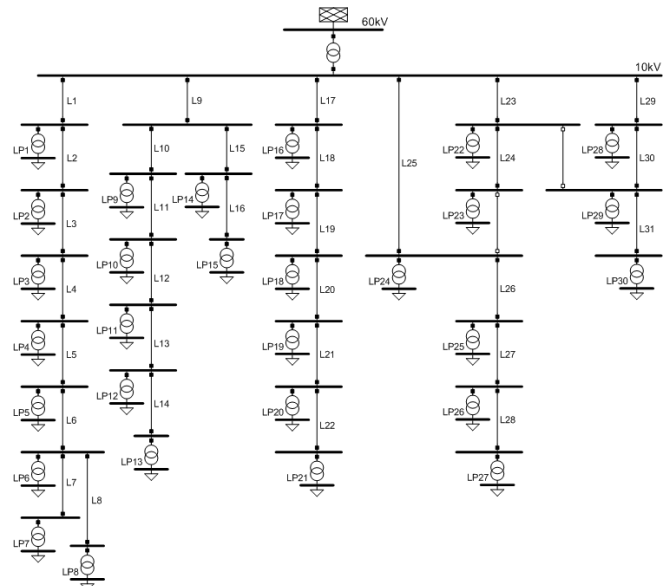 60kV
10kV
L1 L9 L17 L23 L29
LP1 L2 L10 L15 LP16 L18 L25 LP22 L24 LP28 L30
LP9 LP14
LP2 L3 L11 L16 LP17 L19 LP23 LP29 L31
LP10 LP15
LP3 L4 L12 LP18 L20 LP24 L26 LP30
LP11
LP4 L5 L13 LP19 L21 LP25 L27
LP12
LP5 L6 L14 LP20 L22 LP26 L28
LP13
LP6 L7 L8 LP21 LP27
LP7
LP8